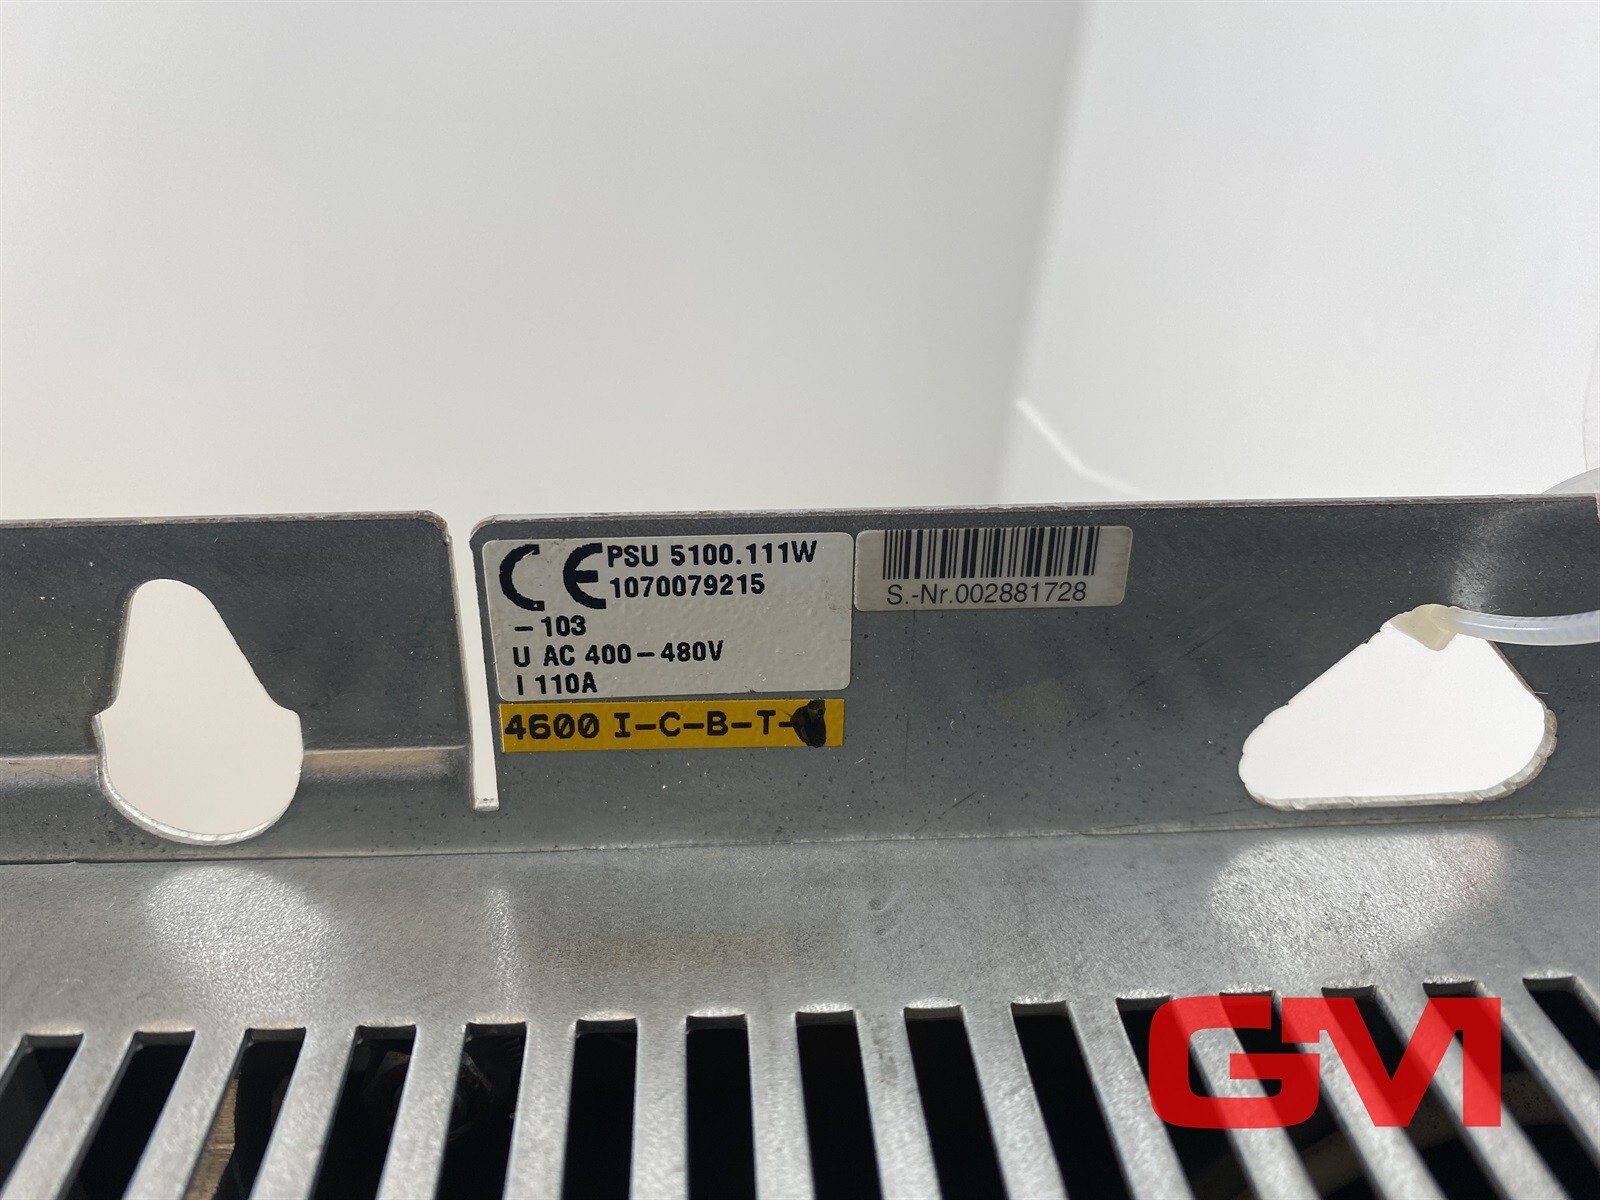 CE PSU 5100.111W
1070079215
-103
U AC 400-480V
I 110A
S.-Nr.002881728
4600 I-C-B-T-
GM